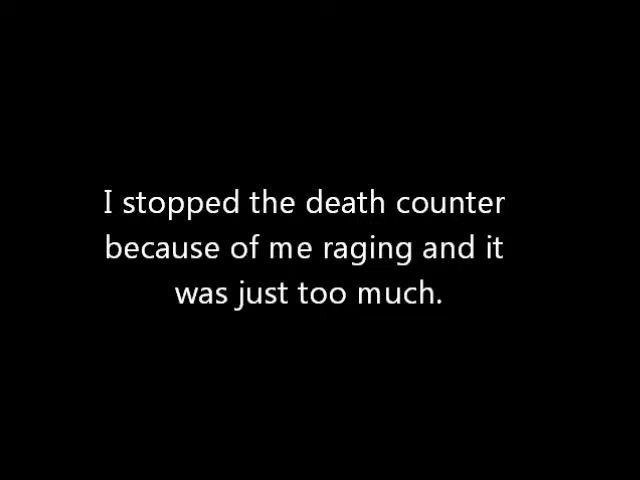 I stopped the death counter
because of me raging and it
was just too much.